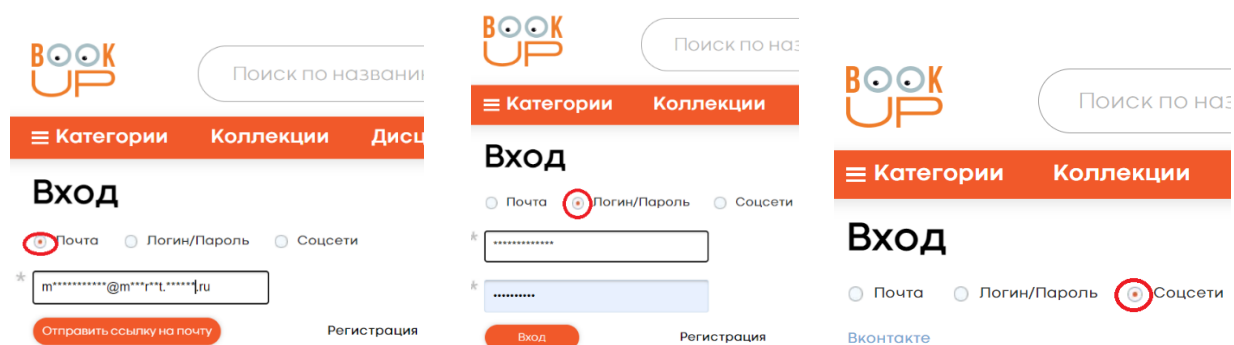 BOOK
UP
Поиск по названи
Категории Коллекции Дисц
Вход
Почта Логин/Пароль Соцсети
* m***********@m***r**t.******.ru
Отправить ссылку на почту Регистрация
BOOK
UP
Поиск по наз
Категории Коллекции
Вход
Почта Логин/Пароль Соцсети
* *************
* ••••••••••
Вход Регистрация
BOOK
UP
Поиск по наз
Категории Коллекции
Вход
Почта Логин/Пароль Соцсети
Вконтакте